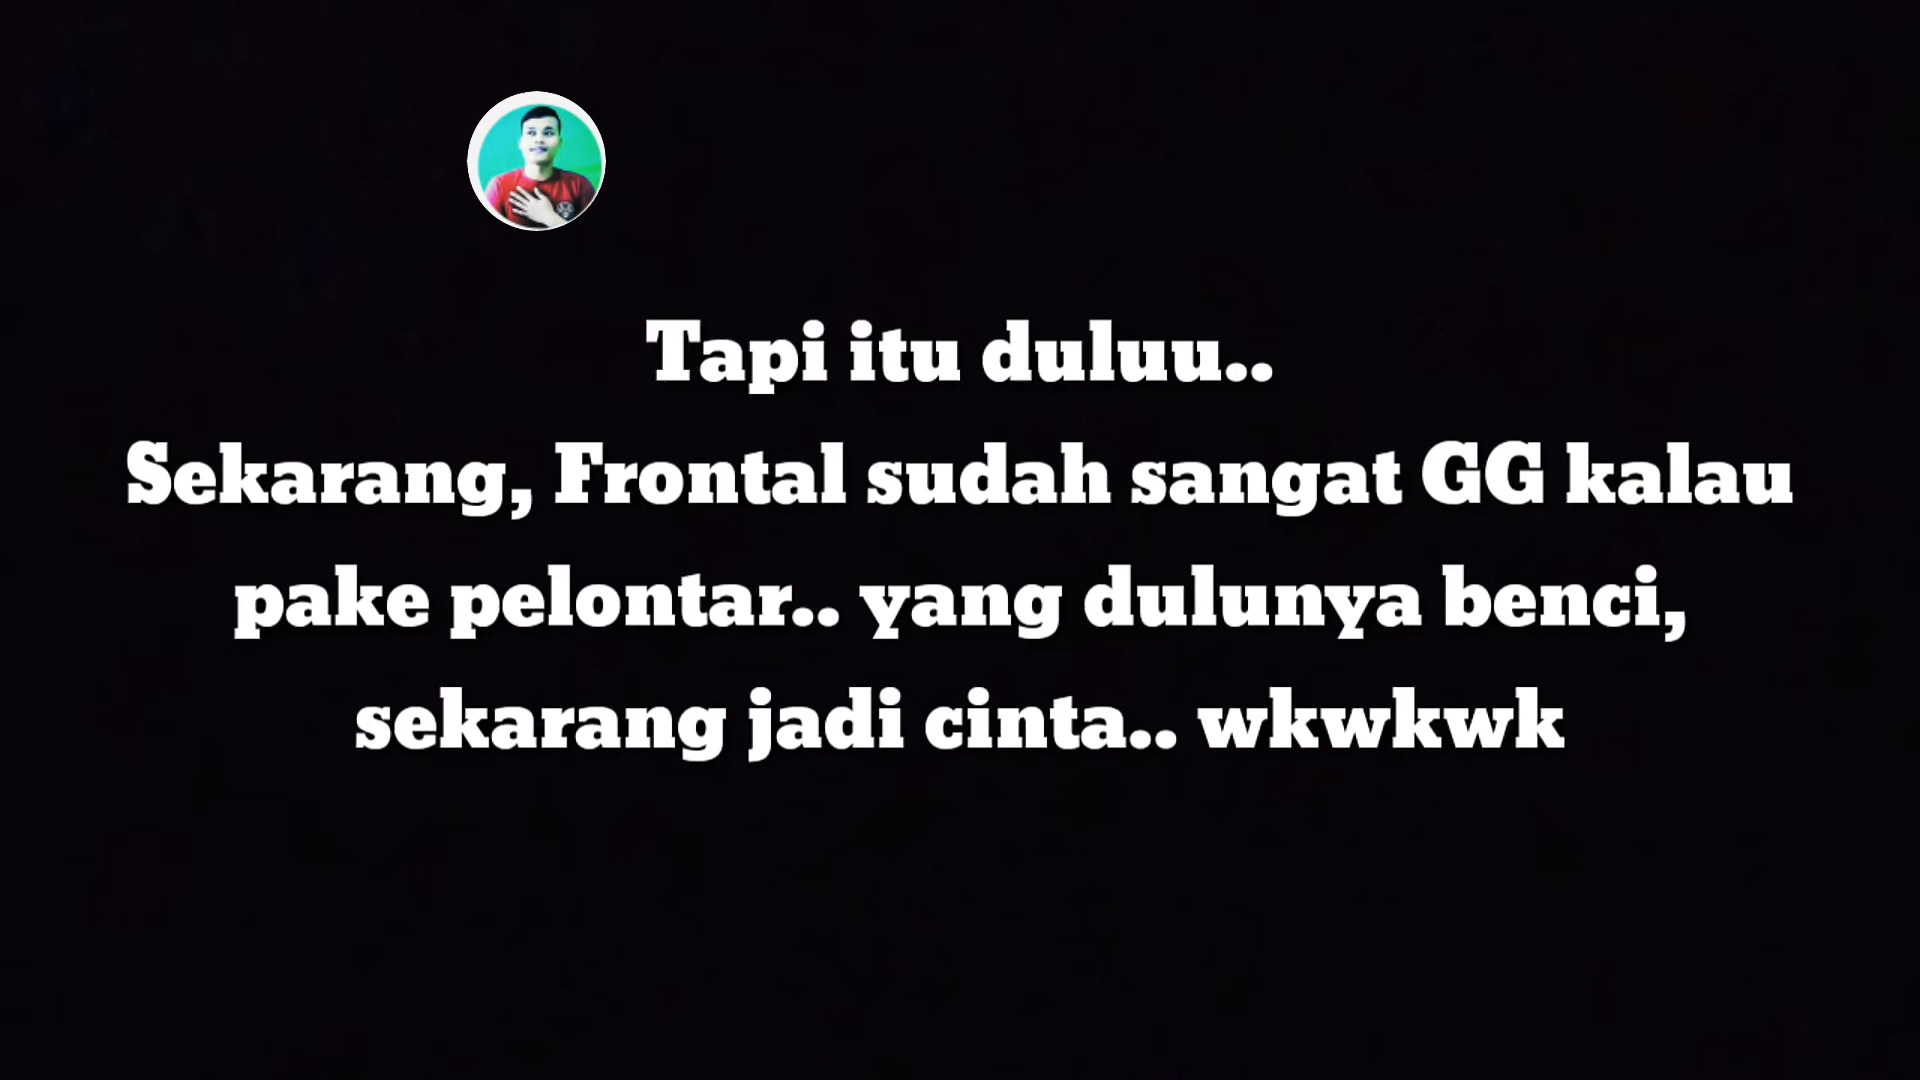 Tapi itu duluu..
Sekarang, Frontal sudah sangat GG kalau
pake pelontar.. yang dulunya benci,
sekarang jadi cinta.. wkwkwk